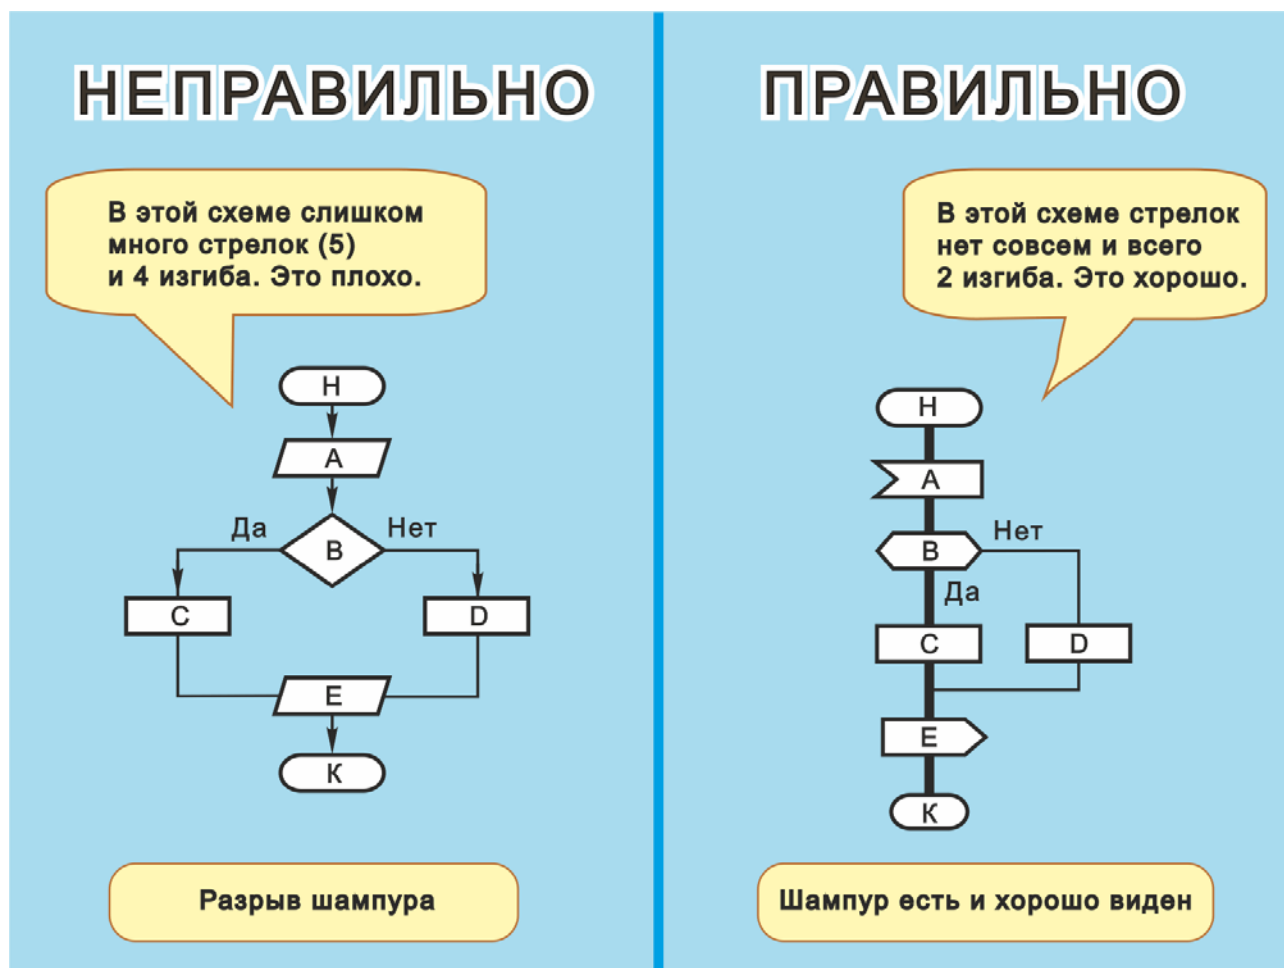 НЕПРАВИЛЬНО
В этой схеме слишком
много стрелок (5)
и 4 изгиба. Это плохо.
Н
А
Да
В
Нет
С
D
Е
К
Разрыв шампура
ПРАВИЛЬНО
В этой схеме стрелок
нет совсем и всего
2 изгиба. Это хорошо.
Н
А
В
Нет
Да
С
D
Е
К
Шампур есть и хорошо виден